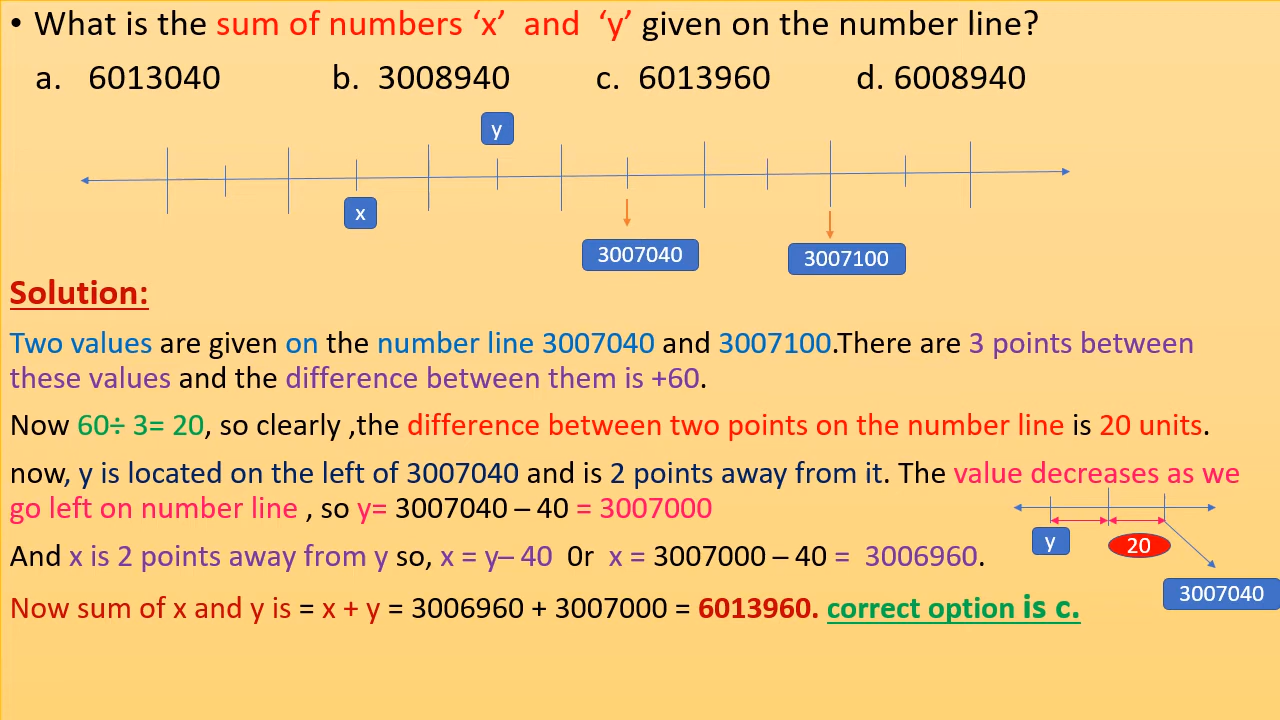 • What is the sum of numbers ‘x’ and ‘y’ given on the number line?
a. 6013040 b. 3008940 c. 6013960 d. 6008940
y
x
3007040 3007100
Solution:
Two values are given on the number line 3007040 and 3007100.There are 3 points between
these values and the difference between them is +60.
Now 60÷ 3= 20, so clearly ,the difference between two points on the number line is 20 units.
now, y is located on the left of 3007040 and is 2 points away from it. The value decreases as we
go left on number line , so y= 3007040 – 40 = 3007000
And x is 2 points away from y so, x = y– 40 0r x = 3007000 – 40 = 3006960.
y 20
3007040
Now sum of x and y is = x + y = 3006960 + 3007000 = 6013960. correct option is c.